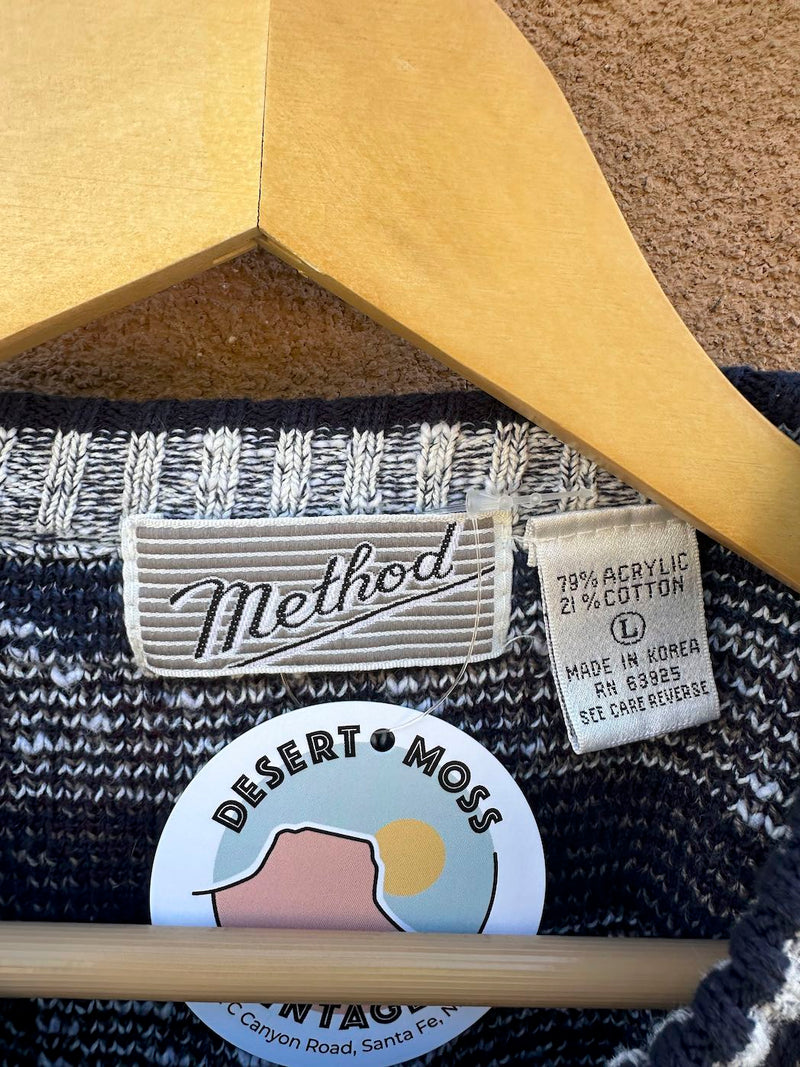 Method
79% ACRYLIC
21% COTTON
L
MADE IN KOREA
RN 63925
SEE CARE REVERSE
DESERT • MOSS
Canyon Road, Santa Fe,